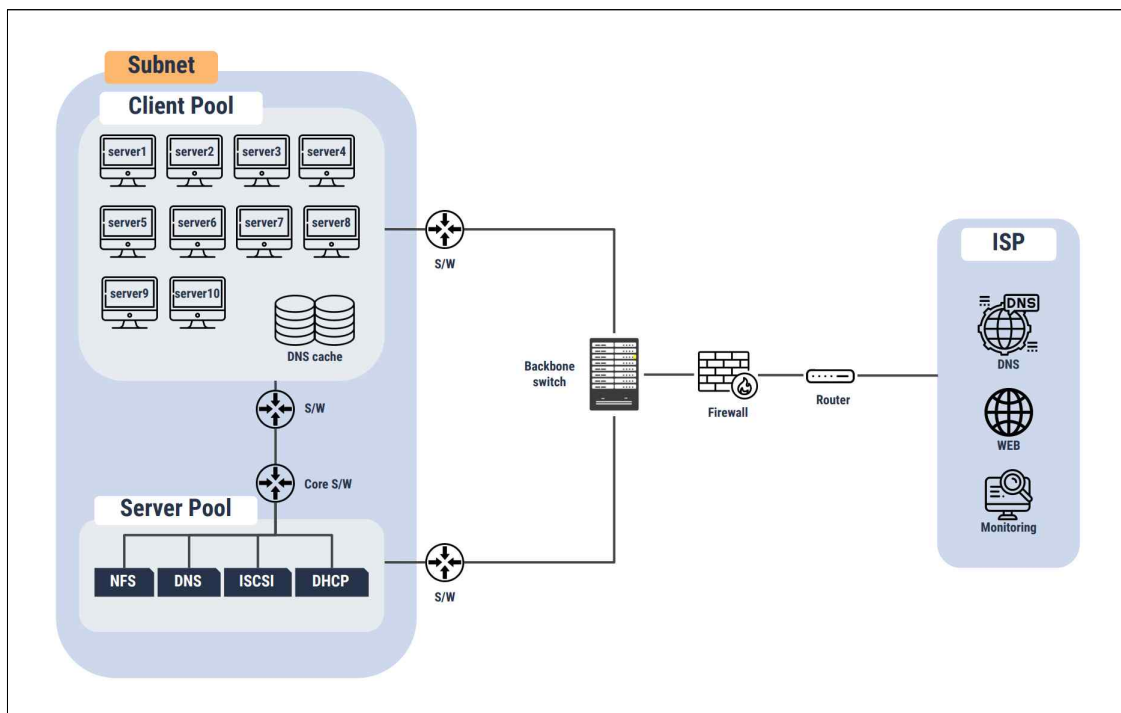 Subnet
Client Pool
server1
server2
server3
server4
server5
server6
server7
server8
server9
server10
DNS cache
S/W
S/W
Core S/W
Server Pool
NFS
DNS
ISCSI
DHCP
S/W
Backbone
switch
Firewall
Router
ISP
DNS
DNS
WEB
Monitoring